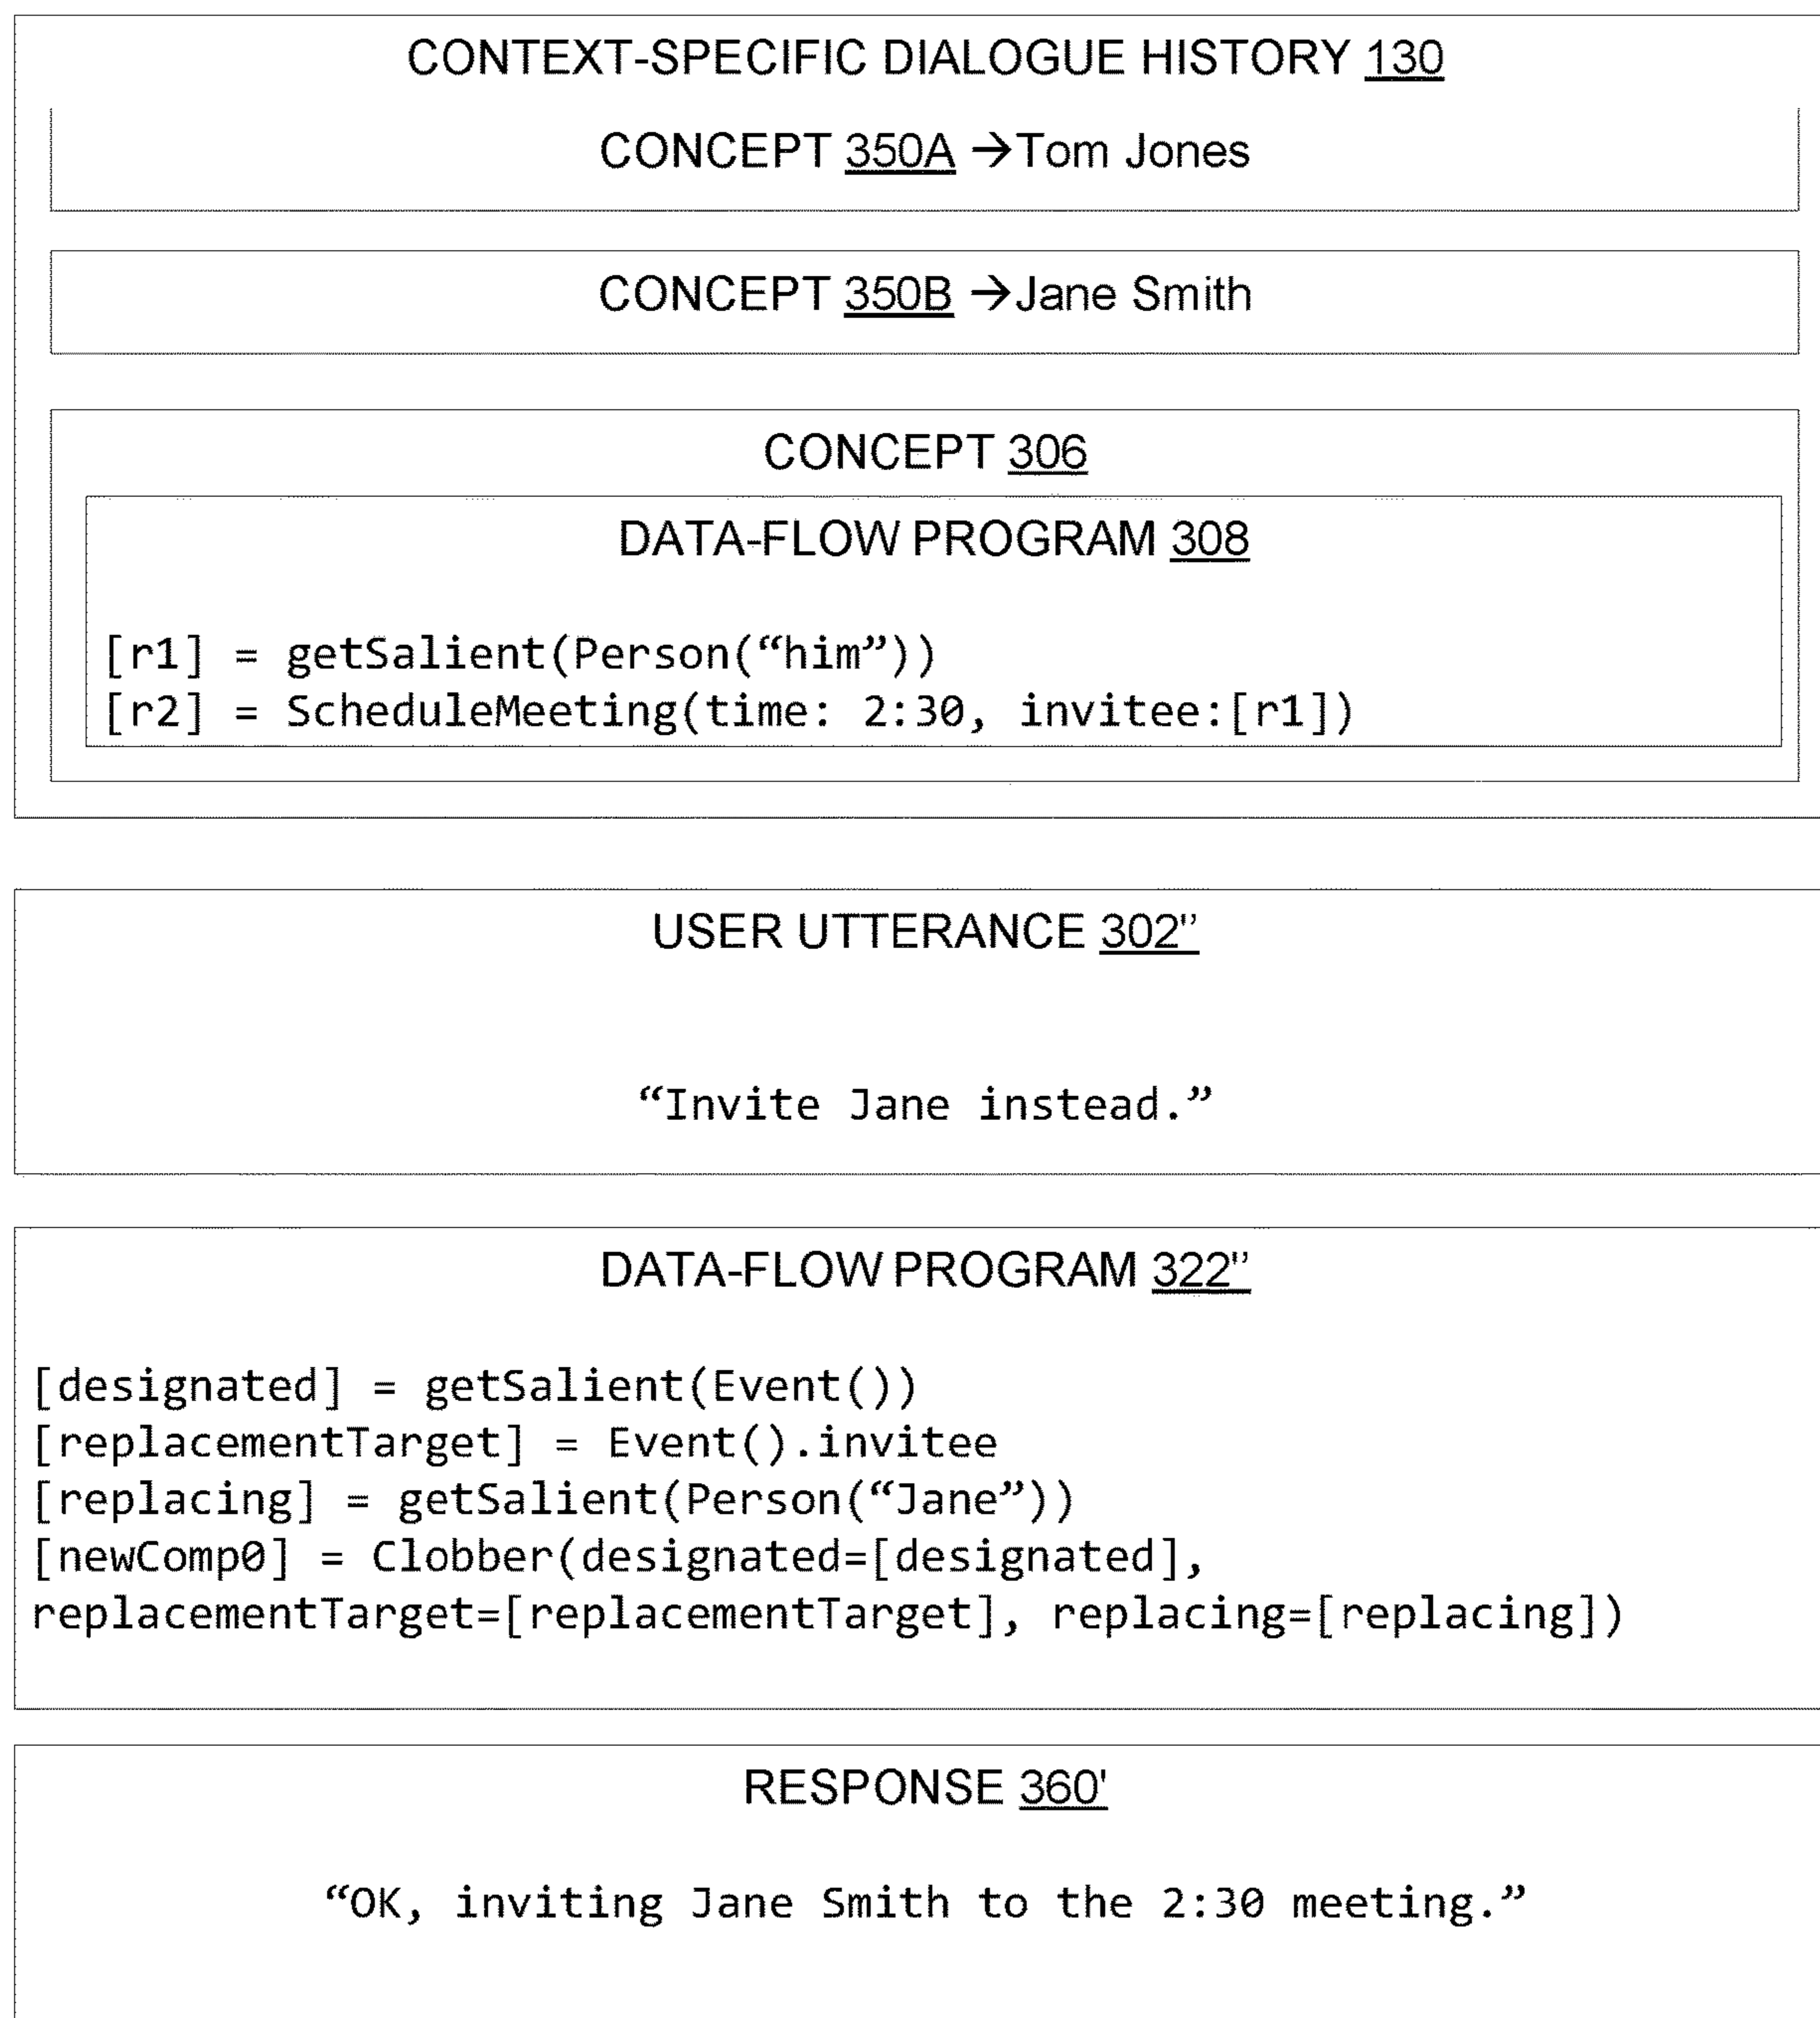 CONTEXT-SPECIFIC DIALOGUE HISTORY 130
CONCEPT 350A →Tom Jones
CONCEPT 350B →Jane Smith
CONCEPT 306
DATA-FLOW PROGRAM 308
[r1] = getSalient(Person(“him”))
[r2] = ScheduleMeeting(time: 2:30, invitee:[r1])
USER UTTERANCE 302''
“Invite Jane instead.”
DATA-FLOW PROGRAM 322''
[designated] = getSalient(Event())
[replacementTarget] = Event().invitee
[replacing] = getSalient(Person(“Jane”))
[newComp0] = Clobber(designated=[designated],
replacementTarget=[replacementTarget], replacing=[replacing])
RESPONSE 360'
“OK, inviting Jane Smith to the 2:30 meeting.”